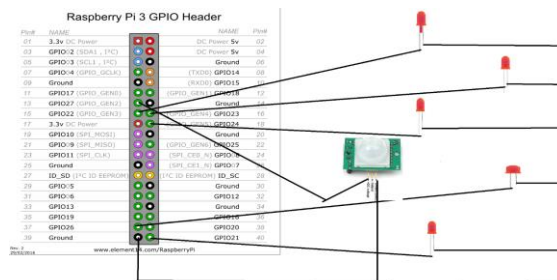 Raspberry Pi 3 GPIO Header
Pin# NAME NAME Pin#
01 3.3v DC Power DC Power 5v 02
03 GPIO02 (SDA1 , I²C) DC Power 5v 04
05 GPIO03 (SCL1 , I²C) Ground 06
07 GPIO04 (GPIO_GCLK) (TXD0) GPIO14 08
09 Ground (RXD0) GPIO15 10
11 GPIO17 (GPIO_GEN0) (GPIO_GEN1) GPIO18 12
13 GPIO27 (GPIO_GEN2) Ground 14
15 GPIO22 (GPIO_GEN3) (GPIO_GEN4) GPIO23 16
17 3.3v DC Power (GPIO_GEN5) GPIO24 18
19 GPIO10 (SPI_MOSI) Ground 20
21 GPIO09 (SPI_MISO) (GPIO_GEN6) GPIO25 22
23 GPIO11 (SPI_CLK) (SPI_CE0_N) GPIO08 24
25 Ground (SPI_CE1_N) GPIO07 26
27 ID_SD (I²C ID EEPROM) (I²C ID EEPROM) ID_SC 28
29 GPIO05 Ground 30
31 GPIO06 GPIO12 32
33 GPIO13 Ground 34
35 GPIO19 GPIO16 36
37 GPIO26 GPIO20 38
39 Ground GPIO21 40
www.element14.com/RaspberryPi